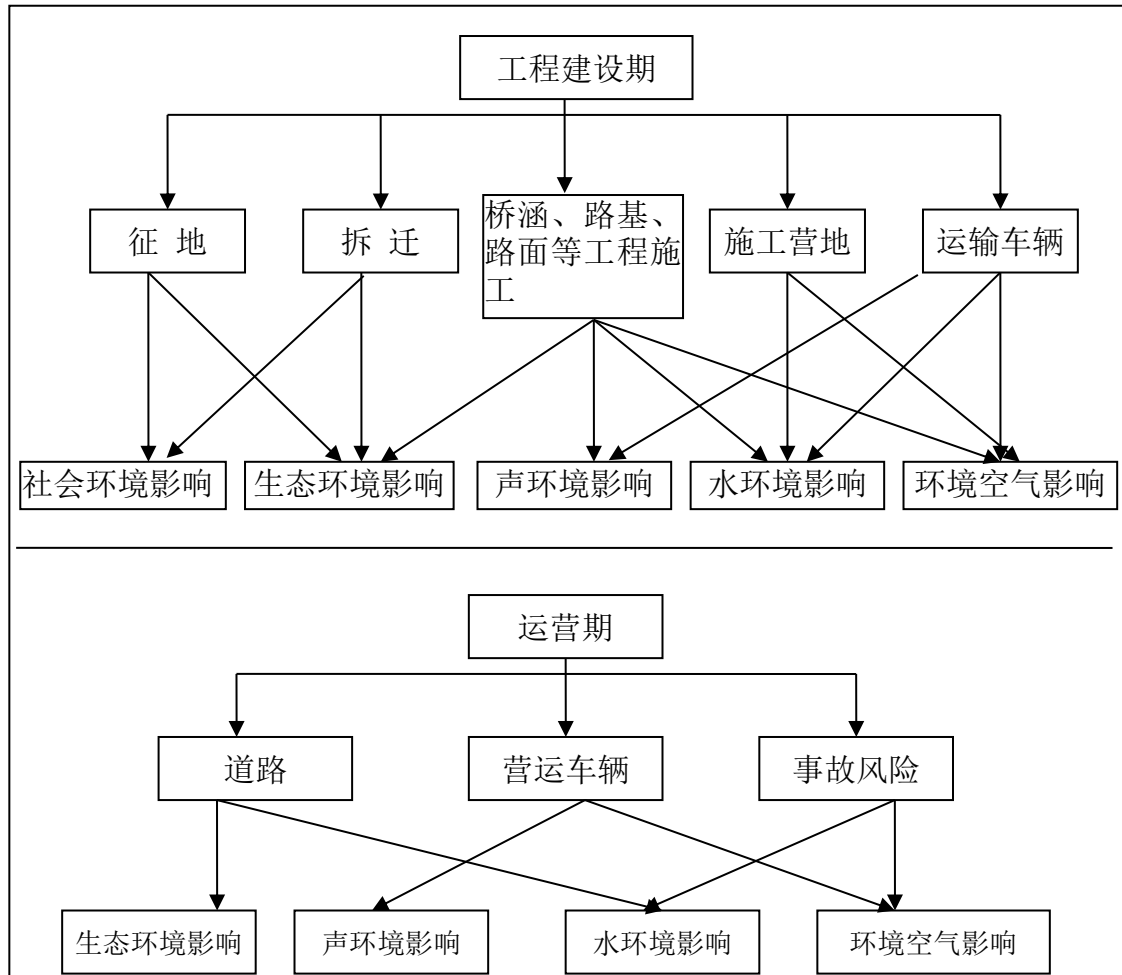 工程建设期
征 地
拆 迁
桥涵、路基、
路面等工程施
工
施工营地
运输车辆
社会环境影响
生态环境影响
声环境影响
水环境影响
环境空气影响
运营期
道路
营运车辆
事故风险
生态环境影响
声环境影响
水环境影响
环境空气影响